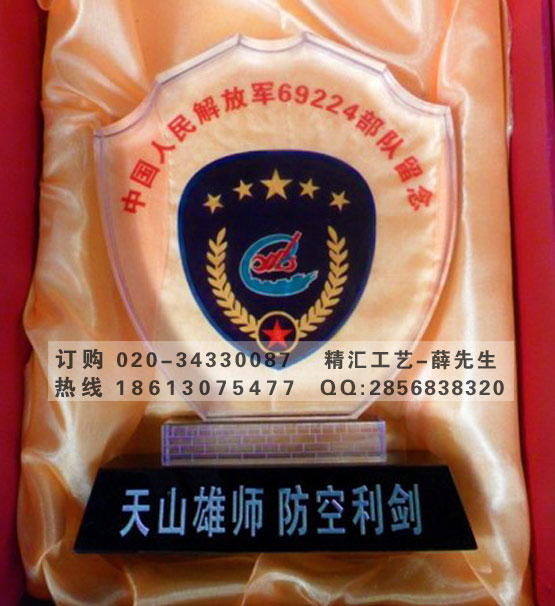 中国人民解放军69224部队留念
订购 020-34330087 精汇工艺-薛先生
热线 18613075477 QQ:2856838320
天山雄师 防空利剑